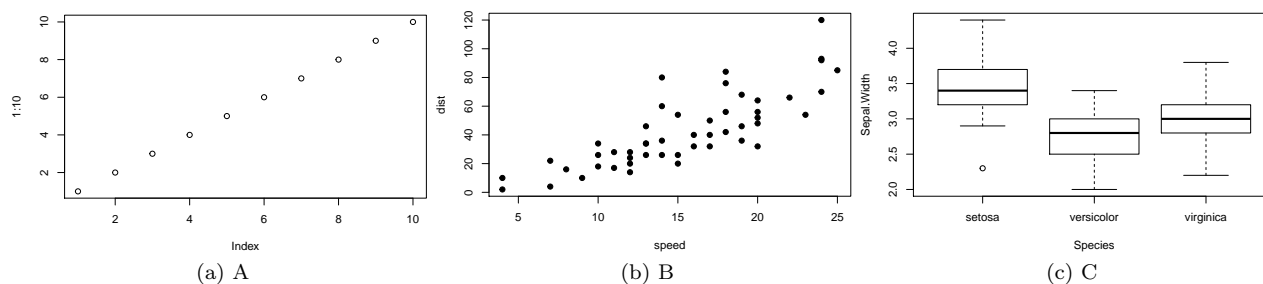 1:10
10
8
6
4
2
2 4 6 8 10
Index
(a) A
dist
120
100
80
60
40
20
0
5 10 15 20 25
speed
(b) B
Sepal.Width
4.0
3.5
3.0
2.5
2.0
setosa versicolor virginica
Species
(c) C